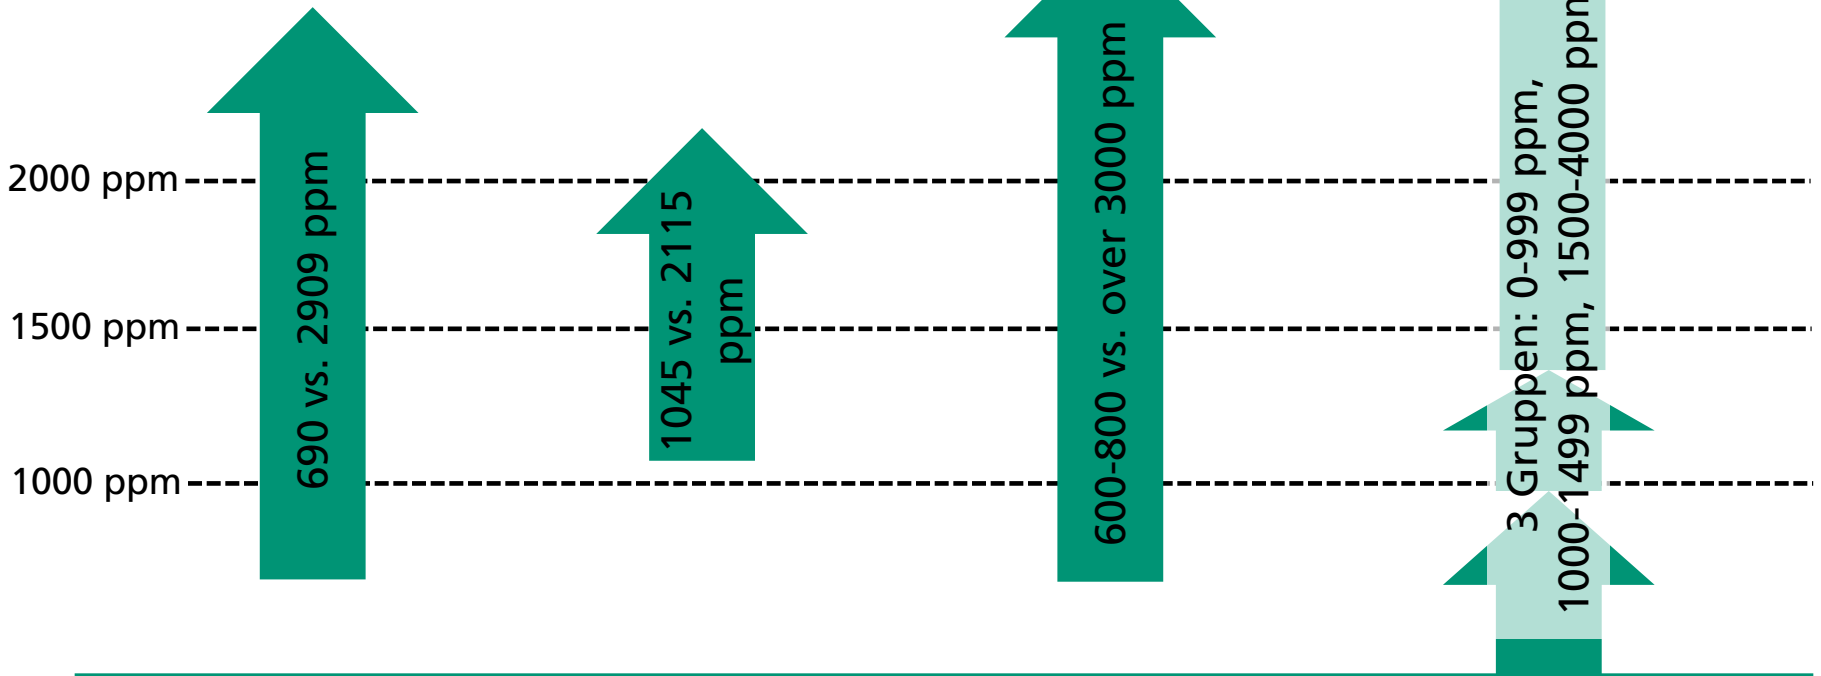 2000 ppm
1500 ppm
1000 ppm
690 vs. 2909 ppm
1045 vs. 2115
ppm
600-800 vs. over 3000 ppm
3 Gruppen: 0-999 ppm,
1000-1499 ppm, 1500-4000 ppm